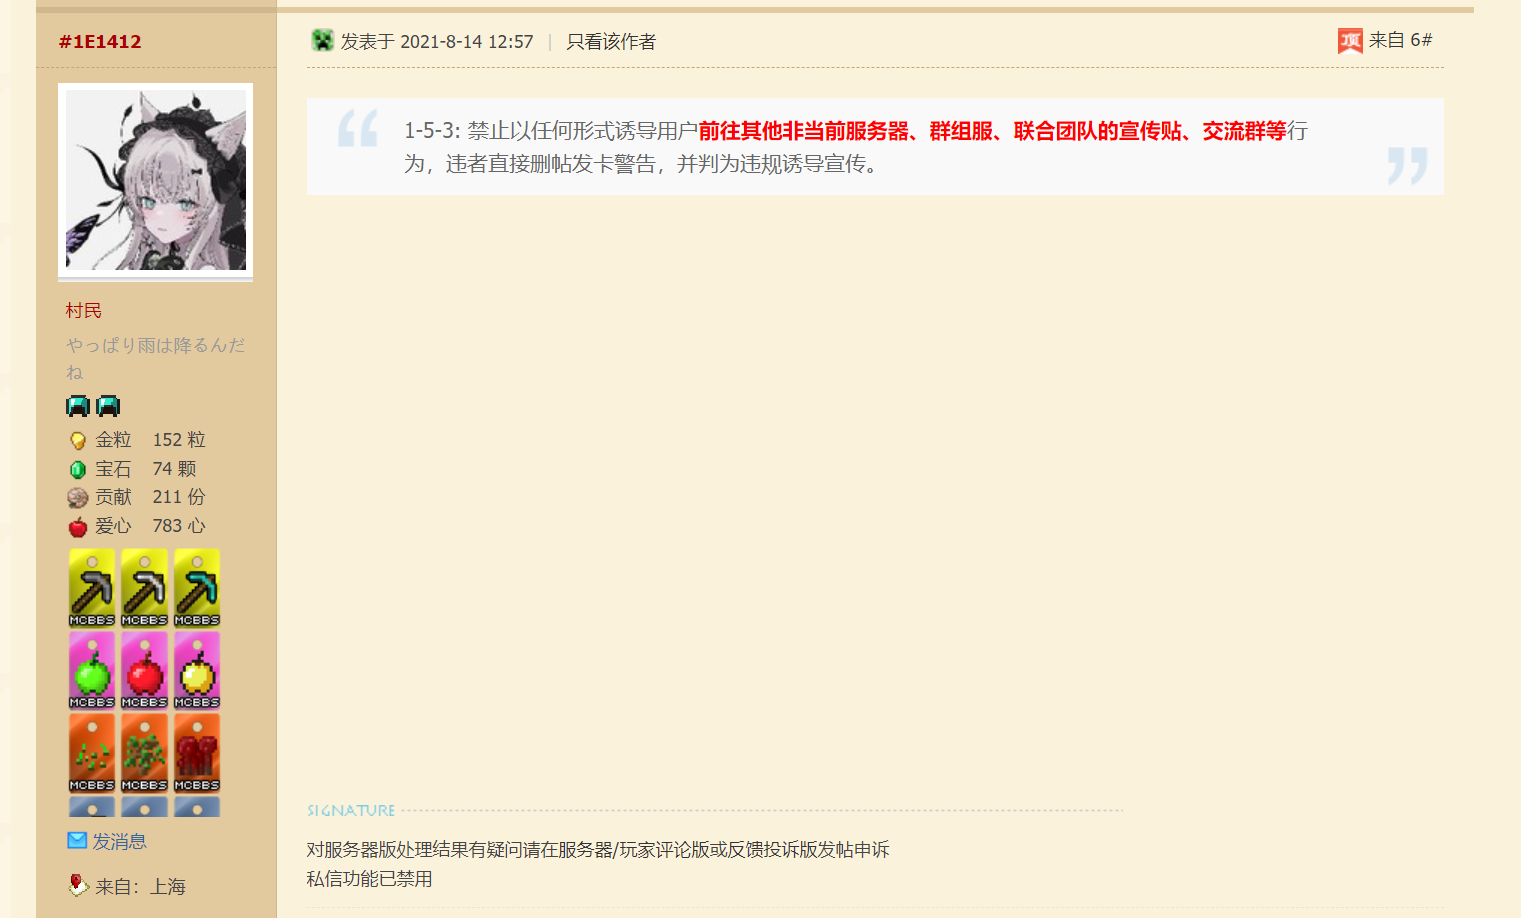 #1E1412
发表于 2021-8-14 12:57 | 只看该作者
顶 来自 6#
1-5-3: 禁止以任何形式诱导用户前往其他非当前服务器、群组服、联合团队的宣传贴、交流群等行
为，违者直接删帖发卡警告，并判为违规诱导宣传。
村民
やっぱり雨は降るんだ
ね
金粒 152 粒
宝石 74 颗
贡献 211 份
爱心 783 心
MCBBS MCBBS MCBBS
MCBBS MCBBS MCBBS
MCBBS MCBBS MCBBS
发消息
来自：上海
SIGNATURE
对服务器版处理结果有疑问请在服务器/玩家评论版或反馈投诉版发帖申诉
私信功能已禁用